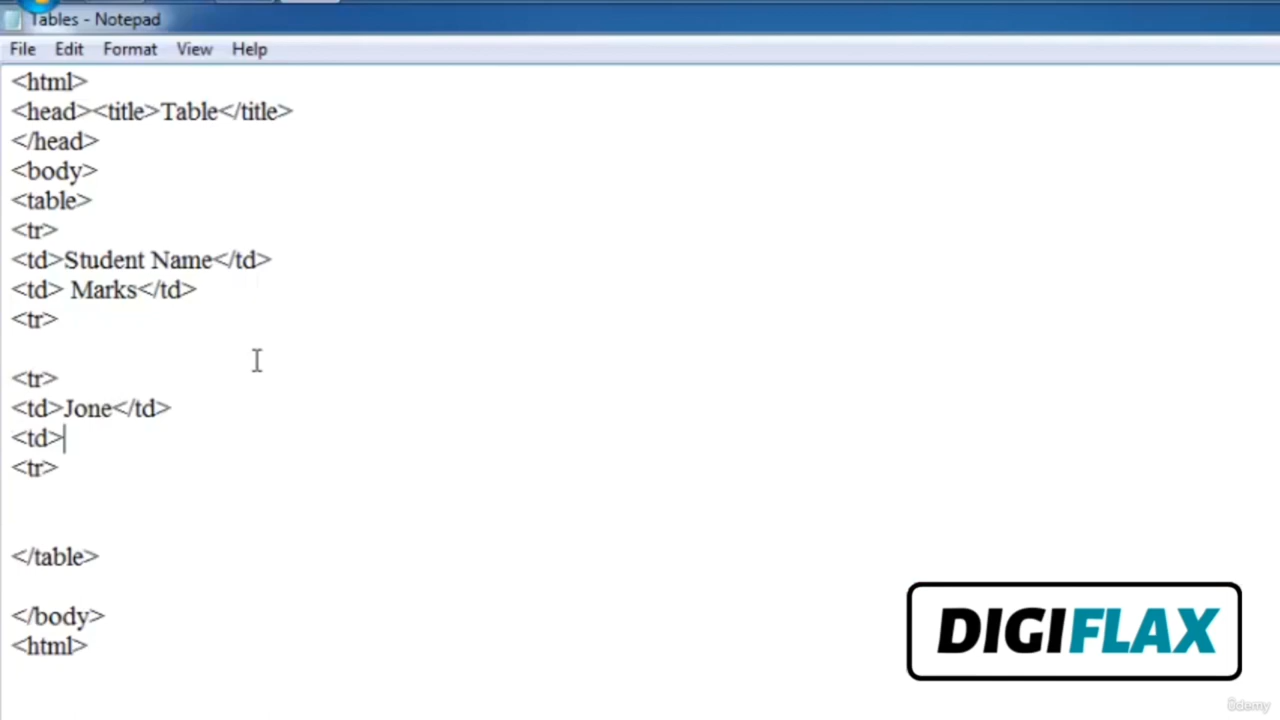 Tables - Notepad
File Edit Format View Help
<html>
<head><title>Table</title>
</head>
<body>
<table>
<tr>
<td>Student Name</td>
<td> Marks</td>
<tr>
<tr>
<td>Jone</td>
<td>
<tr>
</table>
</body>
<html>
DIGIFLAX
ûdemy